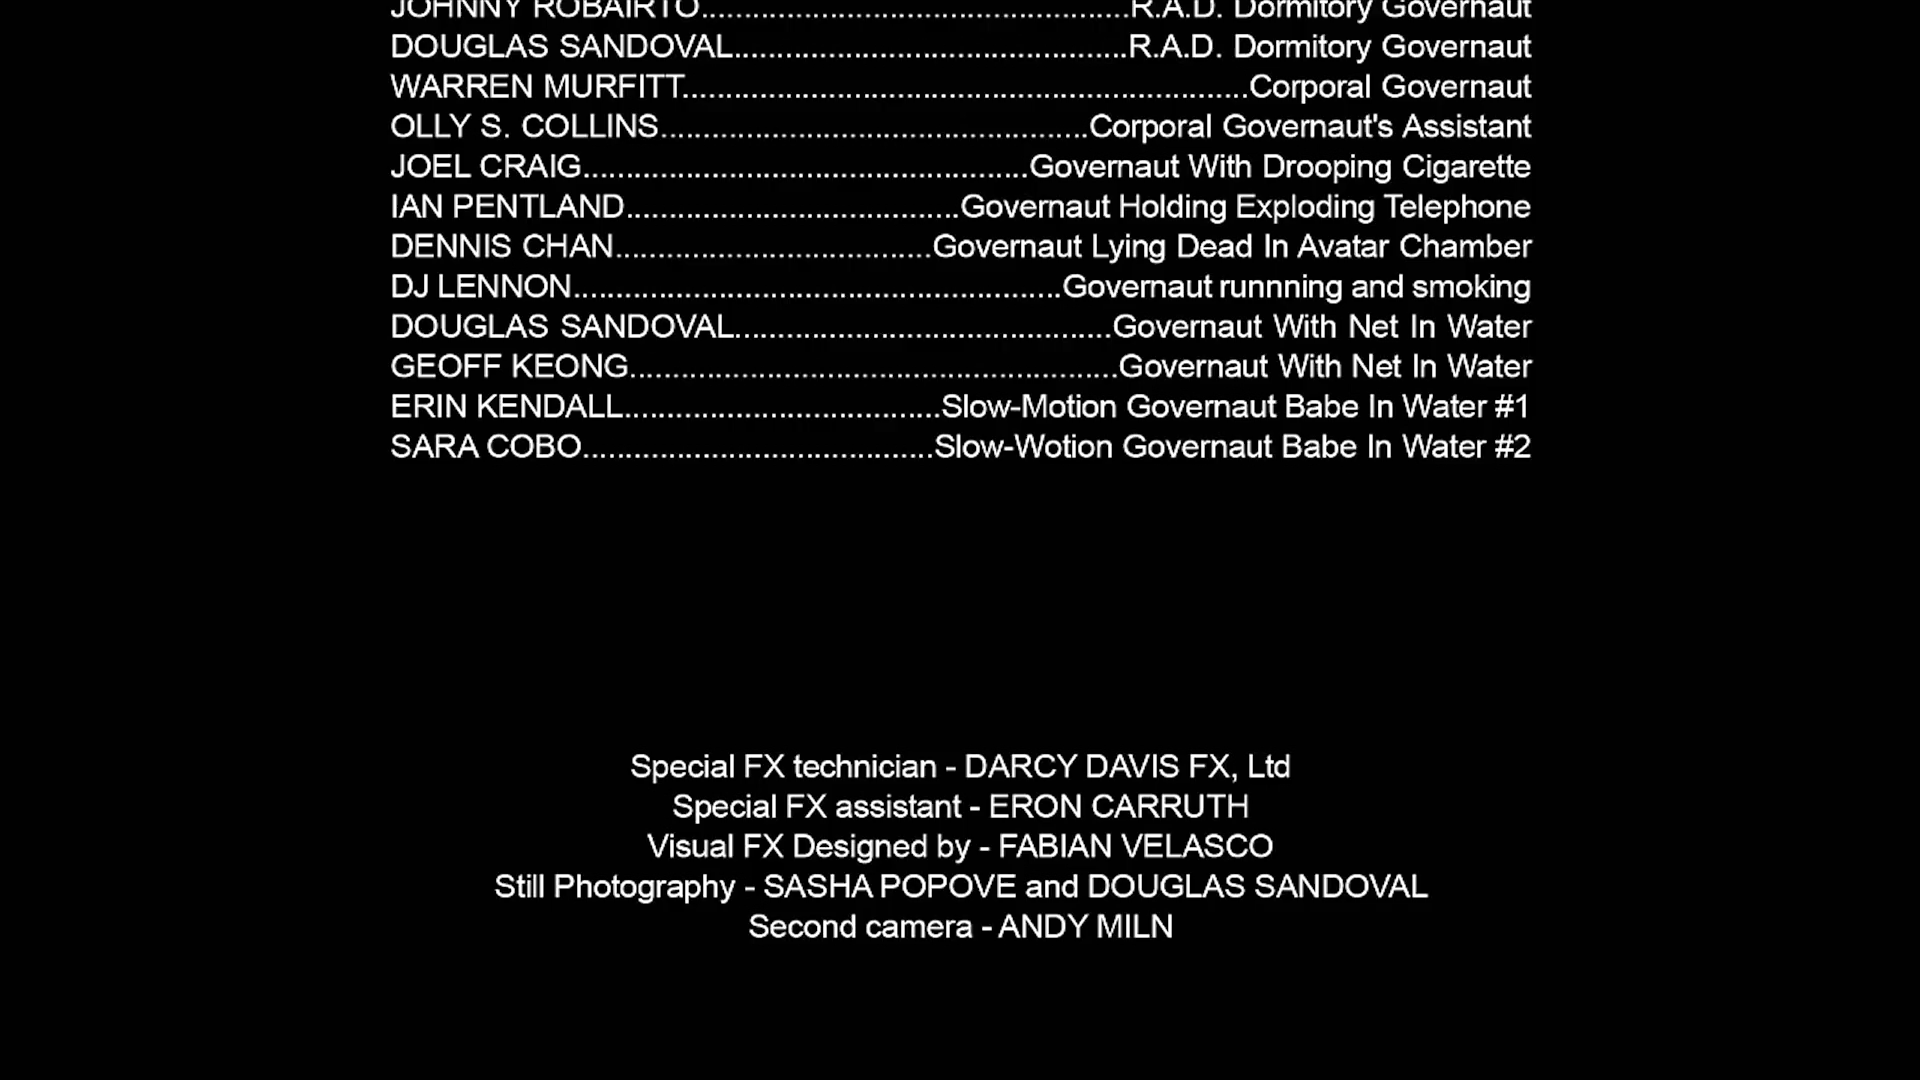 JOHNNY ROBAIRTO....................................................R.A.D. Dormitory Governaut
DOUGLAS SANDOVAL................................................R.A.D. Dormitory Governaut
WARREN MURFITT.....................................................................Corporal Governaut
OLLY S. COLLINS....................................................Corporal Governaut's Assistant
JOEL CRAIG......................................................Governaut With Drooping Cigarette
IAN PENTLAND........................................Governaut Holding Exploding Telephone
DENNIS CHAN......................................Governaut Lying Dead In Avatar Chamber
DJ LENNON...........................................................Governaut runnning and smoking
DOUGLAS SANDOVAL..............................................Governaut With Net In Water
GEOFF KEONG...........................................................Governaut With Net In Water
ERIN KENDALL......................................Slow-Motion Governaut Babe In Water #1
SARA COBO..........................................Slow-Wotion Governaut Babe In Water #2
Special FX technician - DARCY DAVIS FX, Ltd
Special FX assistant - ERON CARRUTH
Visual FX Designed by - FABIAN VELASCO
Still Photography - SASHA POPOVE and DOUGLAS SANDOVAL
Second camera - ANDY MILN